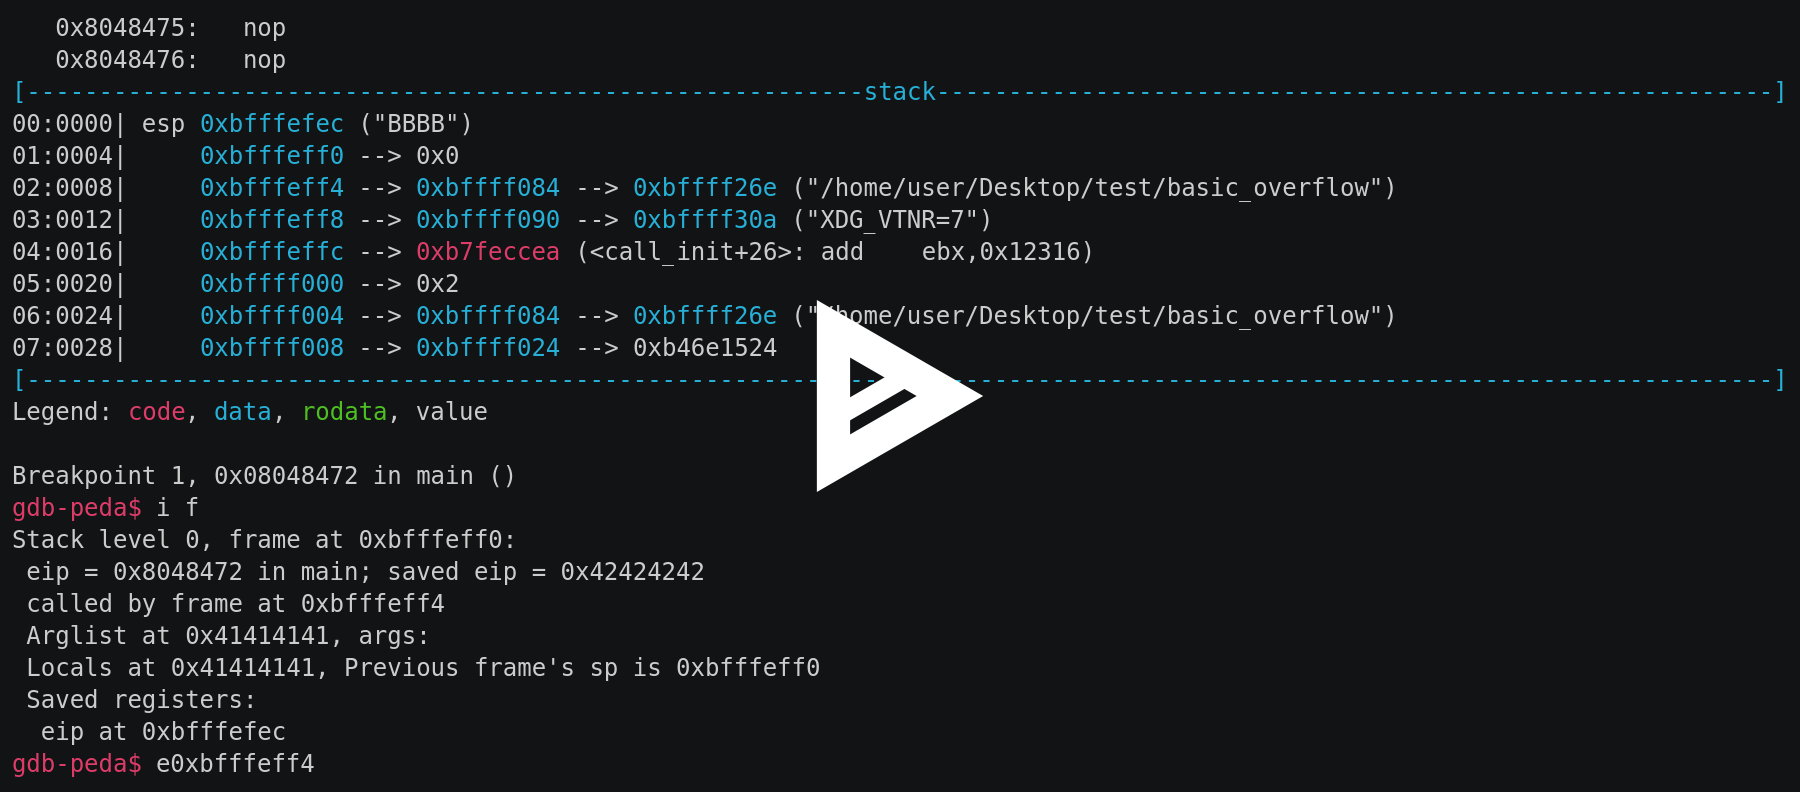 0x8048475:   nop
0x8048476:   nop
[----------------------------------------------------------stack----------------------------------------------------------]
00:0000| esp 0xbfffefec ("BBBB")
01:0004|     0xbfffeff0 --> 0x0
02:0008|     0xbfffeff4 --> 0xbffff084 --> 0xbffff26e ("/home/user/Desktop/test/basic_overflow")
03:0012|     0xbfffeff8 --> 0xbffff090 --> 0xbffff30a ("XDG_VTNR=7")
04:0016|     0xbfffeffc --> 0xb7feccea (<call_init+26>: add    ebx,0x12316)
05:0020|     0xbffff000 --> 0x2
06:0024|     0xbffff004 --> 0xbffff084 --> 0xbffff26e ("/home/user/Desktop/test/basic_overflow")
07:0028|     0xbffff008 --> 0xbffff024 --> 0xb46e1524
[-------------------------------------------------------------------------------------------------------------------------]
Legend: code, data, rodata, value
Breakpoint 1, 0x08048472 in main ()
gdb-peda$ i f
Stack level 0, frame at 0xbfffeff0:
 eip = 0x8048472 in main; saved eip = 0x42424242
 called by frame at 0xbfffeff4
 Arglist at 0x41414141, args:
 Locals at 0x41414141, Previous frame's sp is 0xbfffeff0
 Saved registers:
  eip at 0xbfffefec
gdb-peda$ e0xbfffeff4